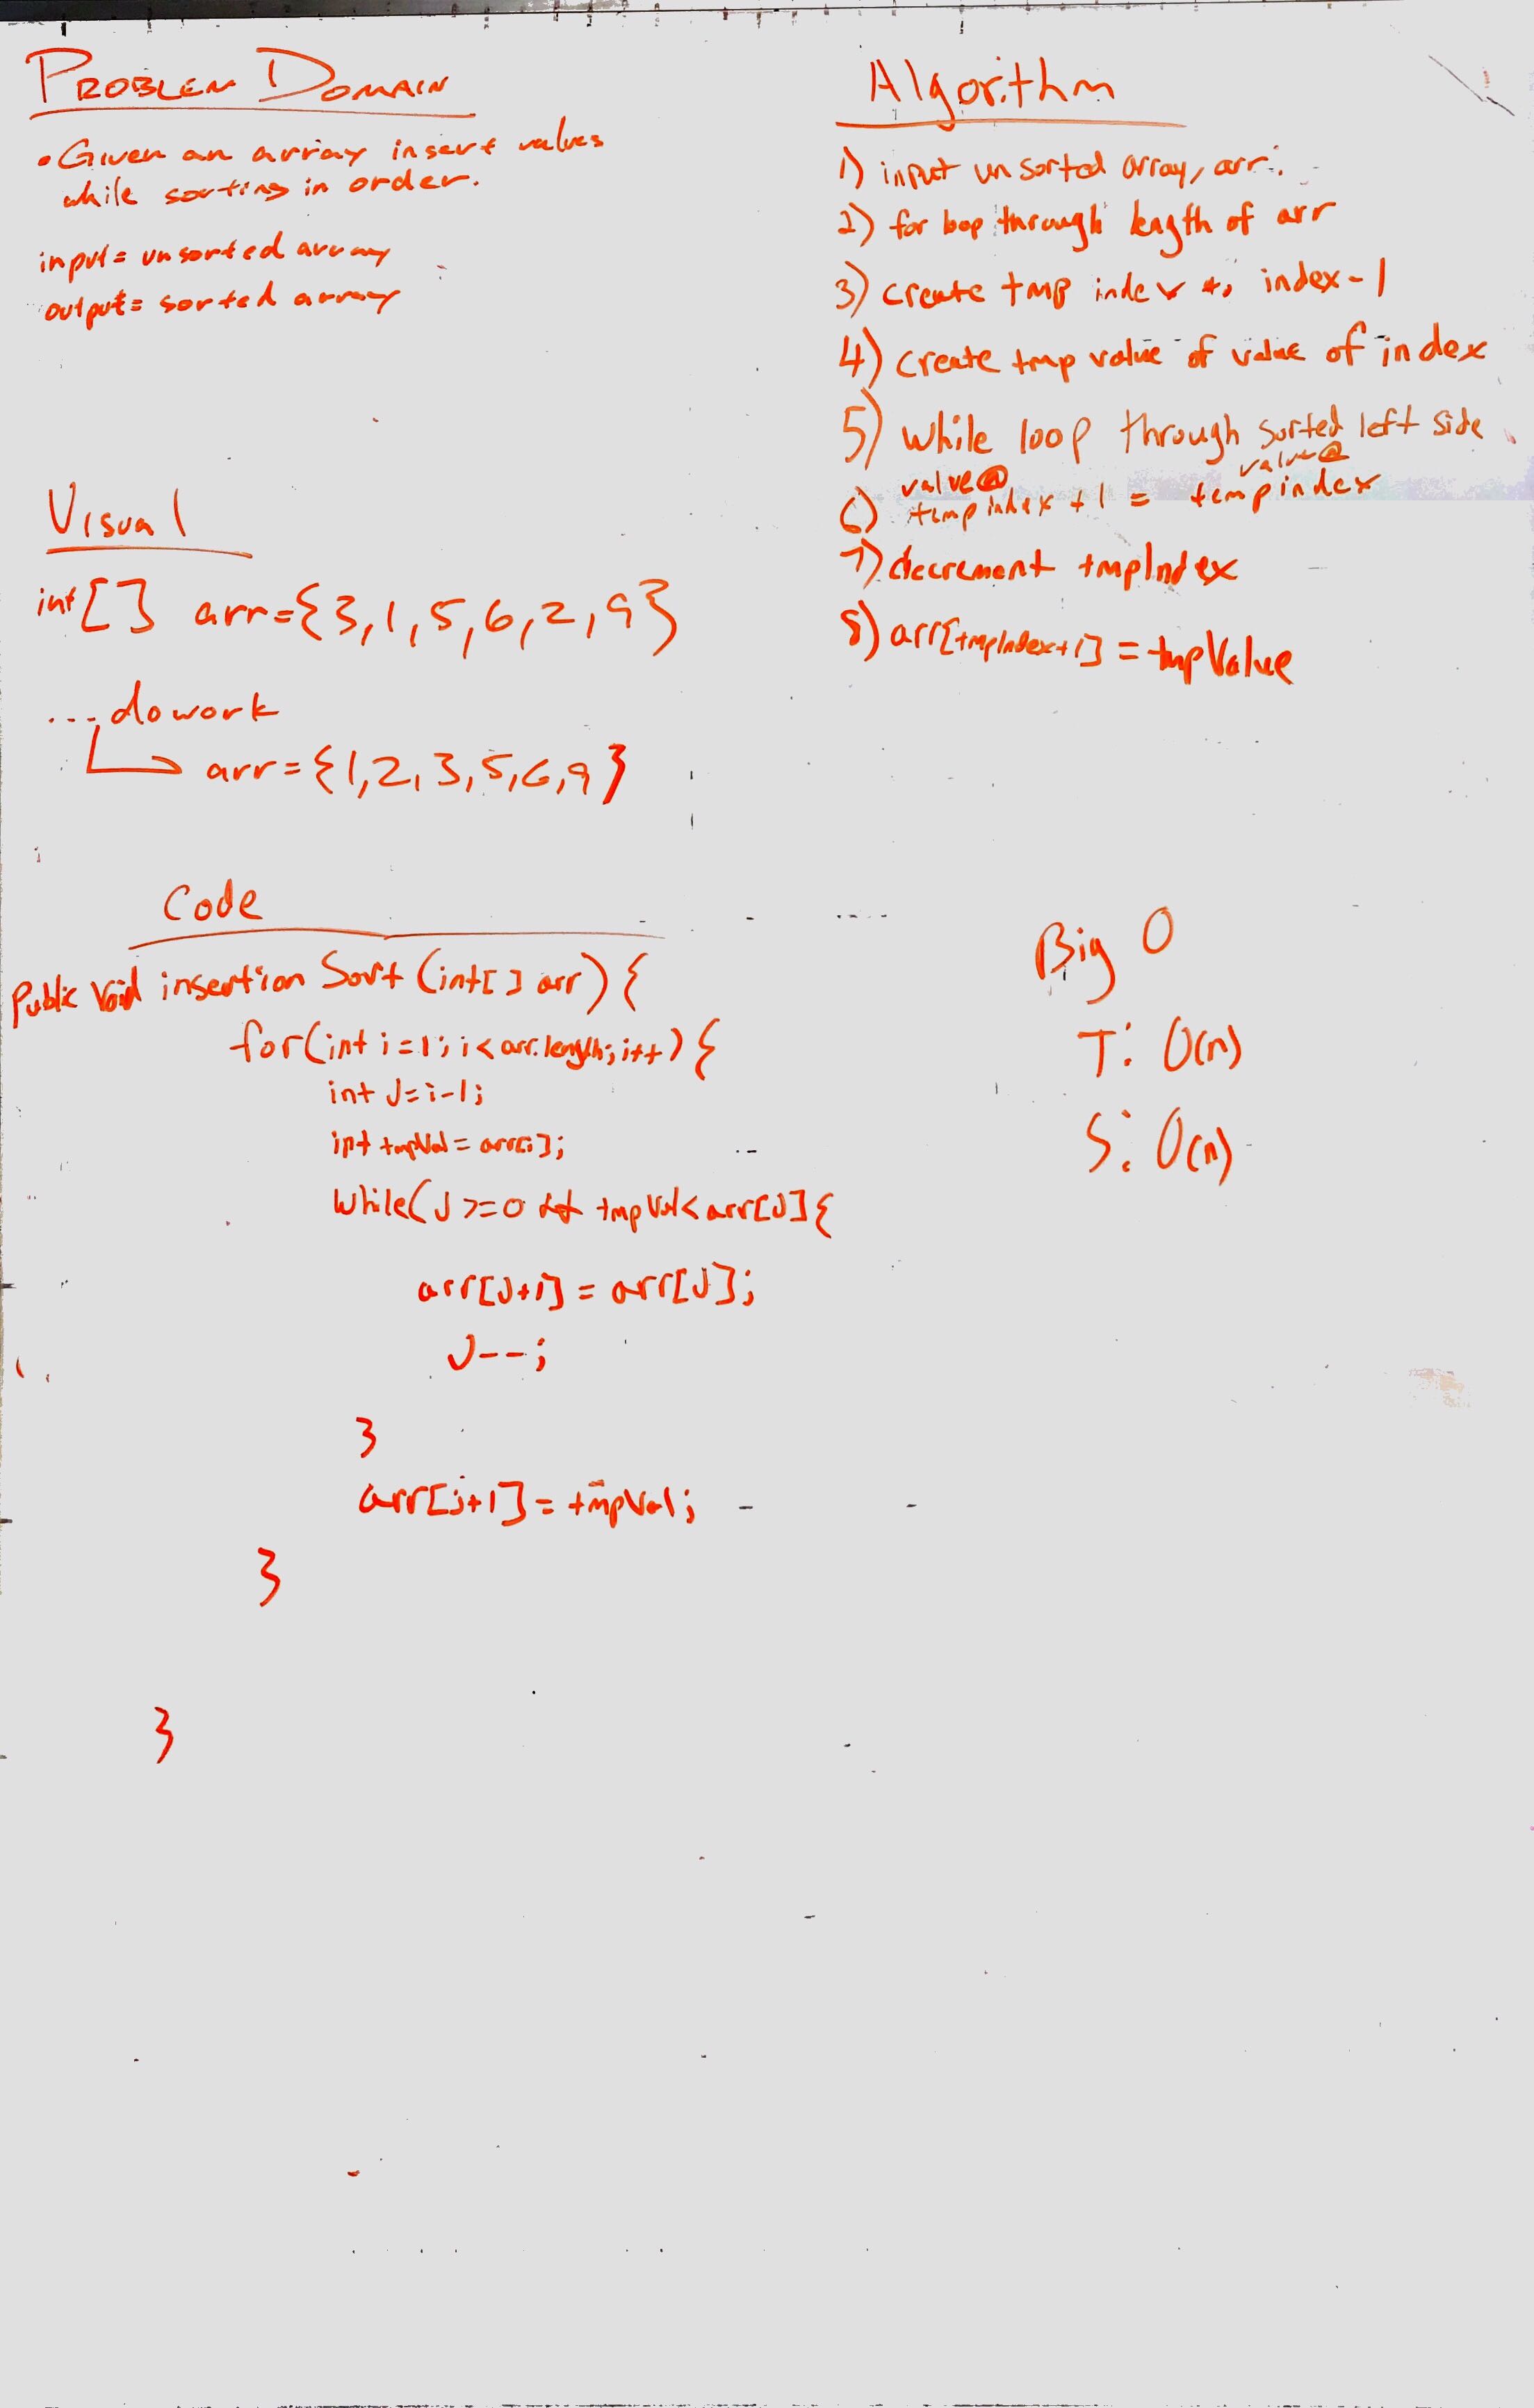 PROBLEM DOMAIN
• Given an array insert values
while sorting in order.
input = unsorted array
output = sorted array
Visual
int [] arr={3,1,5,6,2,9}
... dowork
arr={1,2,3,5,6,9}
Algorithm
1) input unsorted array, arr.
2) for loop through length of arr
3) create tmp index to index-1
4) create tmp value of value of index
5) while loop through sorted left side
value@ value@
6) temp index +1 = temp index
7) decrement tmpIndex
8) arr[tmpIndex+1] = tmpValue
Code
Public Void insertion Sort (int[] arr) {
for(int i=1; i<arr.length; i++) {
int J=i-1;
int tmpVal = arr[i];
While(J >=0 && tmpVal< arr[J]{
arr[J+1] = arr[J];
J--;
}
arr[j+1] = tmpVal;
}
}
Big O
T: O(n)
S: O(n)